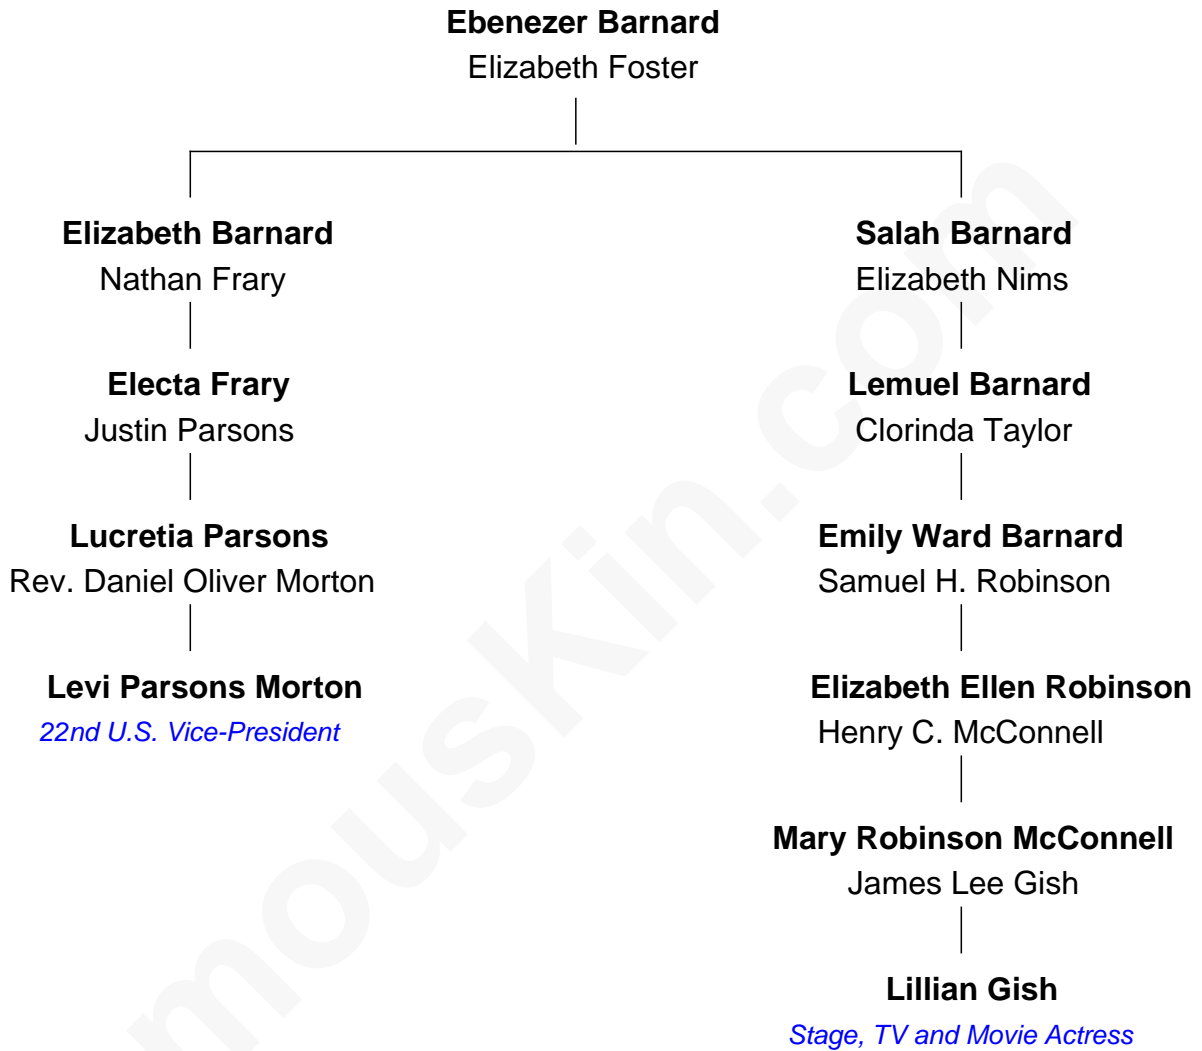 Ebenezer Barnard
Elizabeth Foster
Elizabeth Barnard
Nathan Frary
Salah Barnard
Elizabeth Nims
Electa Frary
Justin Parsons
Lemuel Barnard
Clorinda Taylor
Lucretia Parsons
Rev. Daniel Oliver Morton
Emily Ward Barnard
Samuel H. Robinson
Levi Parsons Morton
22nd U.S. Vice-President
Elizabeth Ellen Robinson
Henry C. McConnell
Mary Robinson McConnell
James Lee Gish
Lillian Gish
Stage, TV and Movie Actress
mousKin.com